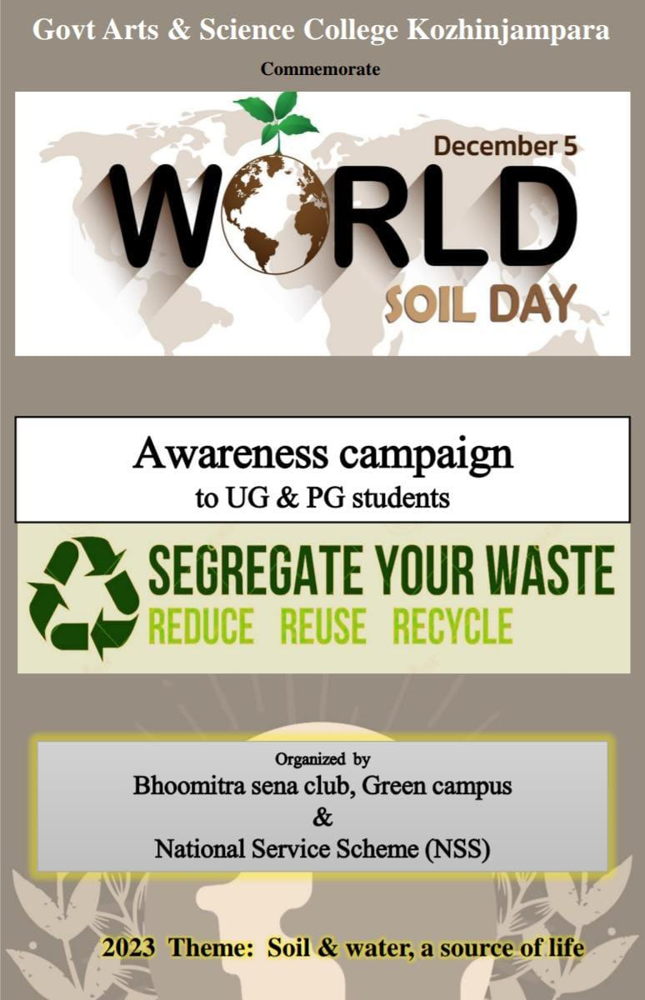 Govt Arts & Science College Kozhinjampara
Commemorate
December 5
WORLD
SOIL DAY
Awareness campaign
to UG & PG students
SEGREGATE YOUR WASTE
REDUCE REUSE RECYCLE
Organized by
Bhoomitra sena club, Green campus
&
National Service Scheme (NSS)
2023 Theme: Soil & water, a source of life